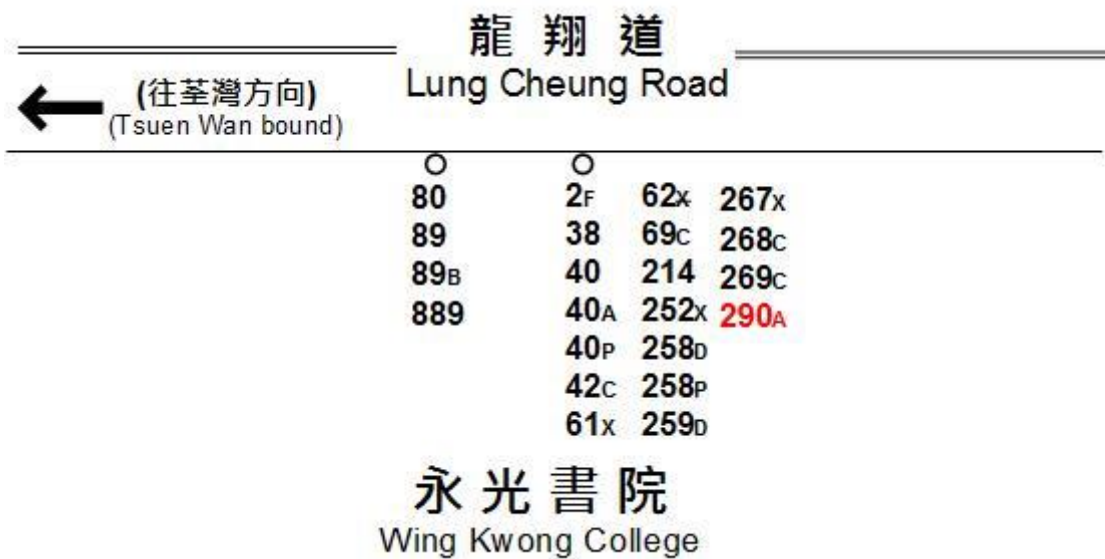 龍翔道
Lung Cheung Road
(往荃灣方向)
(Tsuen Wan bound)
80 2F 62X 267X
89 38 69C 268C
89B 40 214 269C
889 40A 252X 290A
40P 258D
42C 258P
61X 259D
永光書院
Wing Kwong College